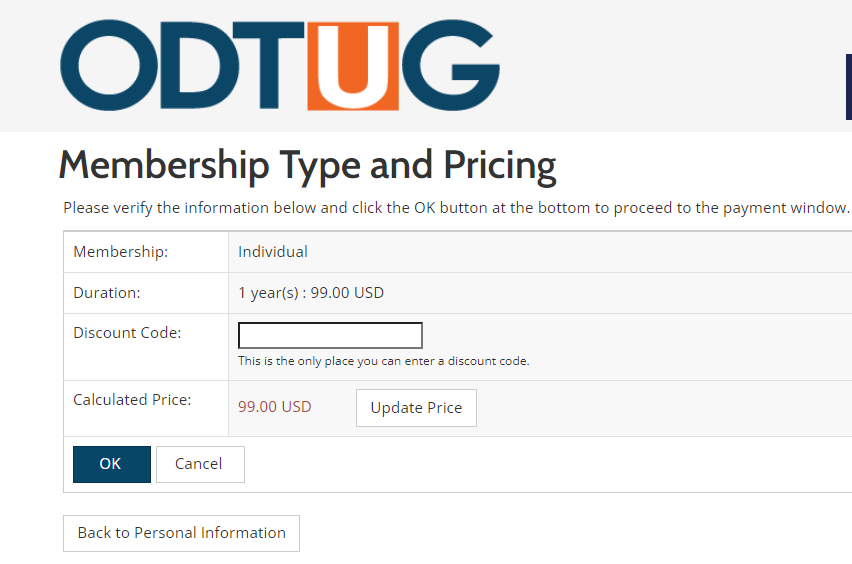 ODTUG
Membership Type and Pricing
Please verify the information below and click the OK button at the bottom to proceed to the payment window.
Membership: Individual
Duration: 1 year(s) : 99.00 USD
Discount Code:
This is the only place you can enter a discount code.
Calculated Price: 99.00 USD Update Price
OK Cancel
Back to Personal Information